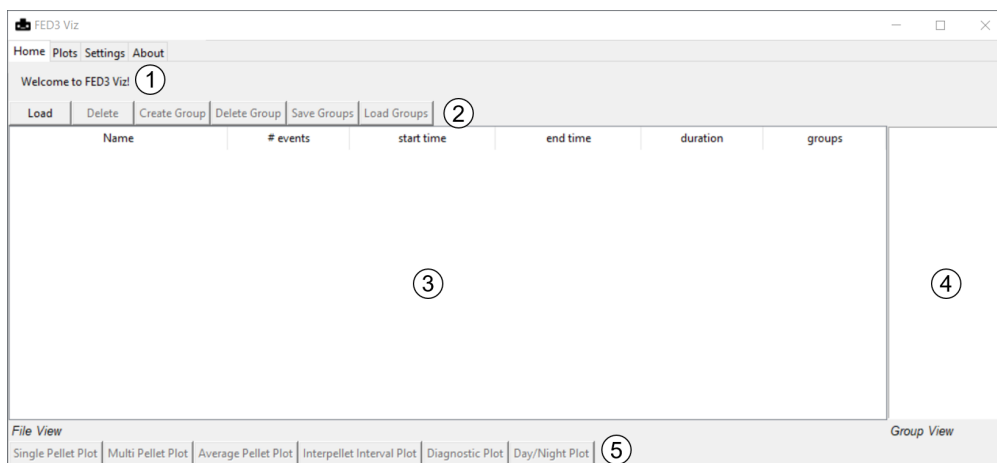 FED3 Viz
Home Plots Settings About
Welcome to FED3 Viz! 1
Load Delete Create Group Delete Group Save Groups Load Groups 2
Name # events start time end time duration groups
3 4
File View Group View
Single Pellet Plot Multi Pellet Plot Average Pellet Plot Interpellet Interval Plot Diagnostic Plot Day/Night Plot 5